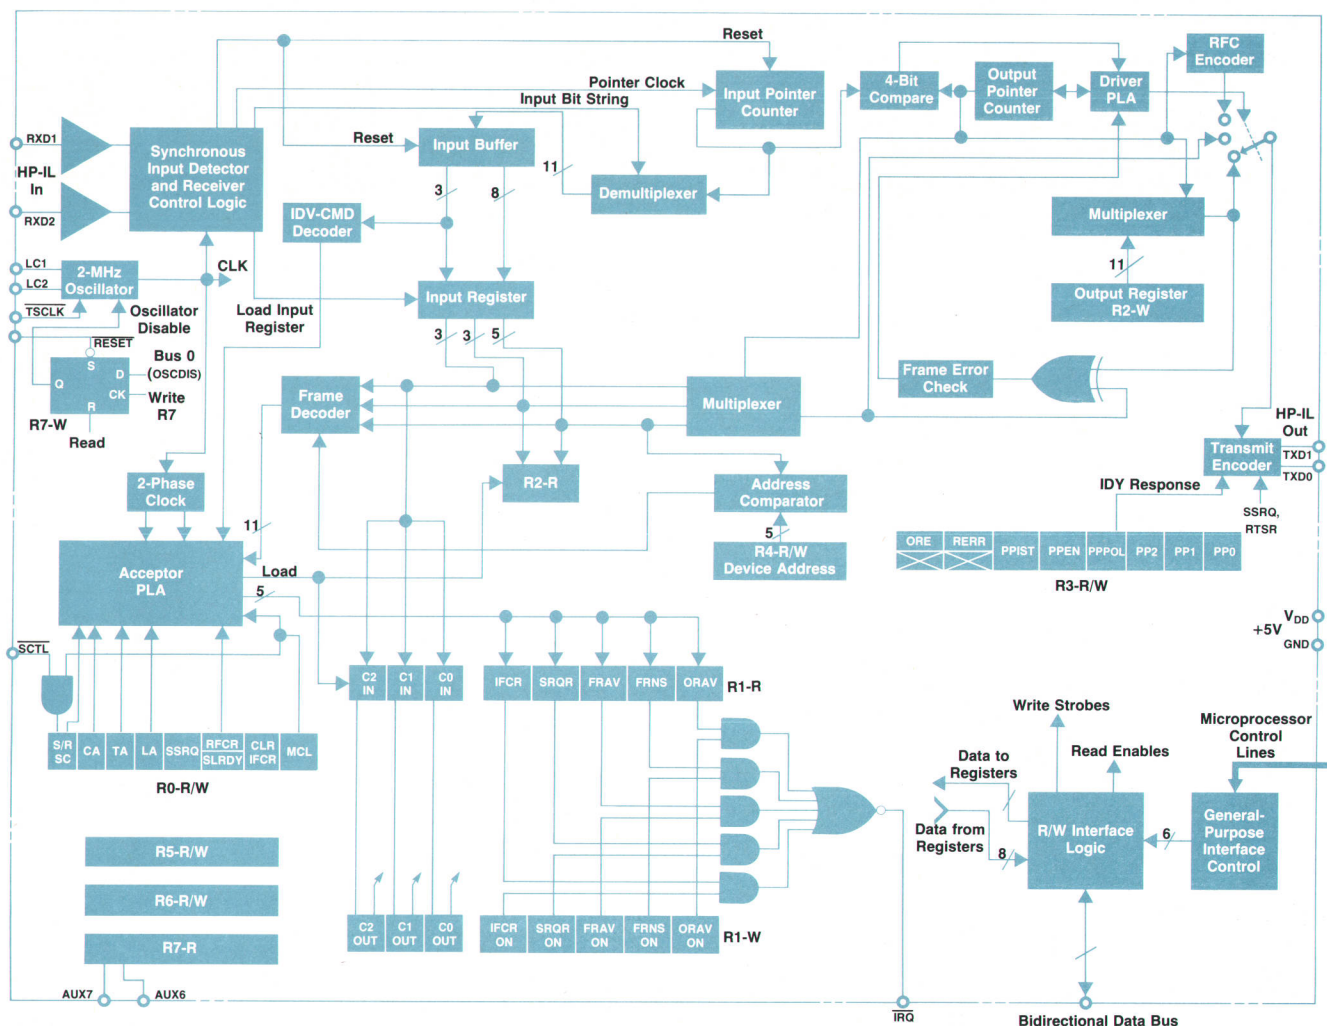 Reset
RFC
Encoder
Pointer Clock
Input Bit String
Input Pointer
Counter
4-Bit
Compare
Output
Pointer
Counter
Driver
PLA
RXD1
HP-IL
In
RXD2
Synchronous
Input Detector
and Receiver
Control Logic
Reset
Input Buffer
11
Demultiplexer
3
8
IDV-CMD
Decoder
Multiplexer
11
Output Register
R2-W
LC1
LC2
2-MHz
Oscillator
CLK
TSCLK
Oscillator
Disable
Load Input
Register
Input Register
3
3
5
RESET
Bus 0
(OSCDIS)
S
D
Q
CK
R
Write
R7
R7-W
Read
Frame
Decoder
Multiplexer
Frame Error
Check
HP-IL
Out
TXD1
TXD0
Transmit
Encoder
IDY Response
SSRQ,
RTSR
2-Phase
Clock
R2-R
Address
Comparator
5
R4-R/W
Device Address
11
Acceptor
PLA
Load
5
ORE
RERR
PPIST
PPEN
PPPOL
PP2
PP1
PP0
R3-R/W
VDD
+5V
GND
SCTL
C2
IN
C1
IN
C0
IN
IFCR
SRQR
FRAV
FRNS
ORAV
R1-R
S/R
SC
CA
TA
LA
SSRQ
RFCR
SLRDY
CLR
IFCR
MCL
R0-R/W
Write Strobes
Read Enables
Microprocessor
Control
Lines
Data to
Registers
Data from
Registers
8
R/W Interface
Logic
6
General-
Purpose
Interface
Control
R5-R/W
R6-R/W
R7-R
C2
OUT
C1
OUT
C0
OUT
IFCR
ON
SRQR
ON
FRAV
ON
FRNS
ON
ORAV
ON
R1-W
AUX7
AUX6
IRQ
Bidirectional Data Bus